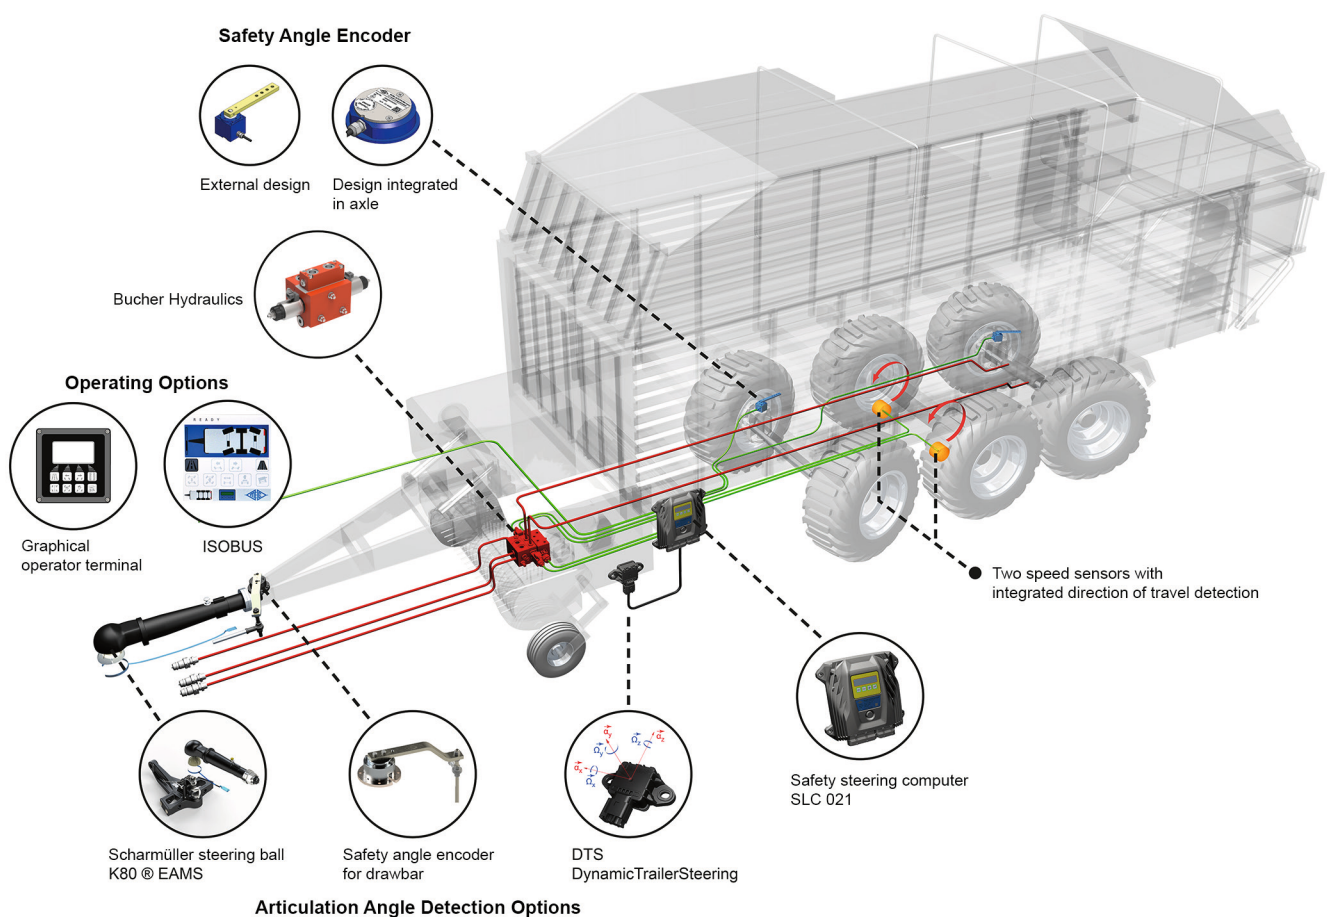 Safety Angle Encoder
External design
Design integrated
in axle
Bucher Hydraulics
Operating Options
READY
Graphical
operator terminal
ISOBUS
Two speed sensors with
integrated direction of travel detection
Safety steering computer
SLC 021
Scharmüller steering ball
K80 ® EAMS
Safety angle encoder
for drawbar
DTS
DynamicTrailerSteering
Articulation Angle Detection Options